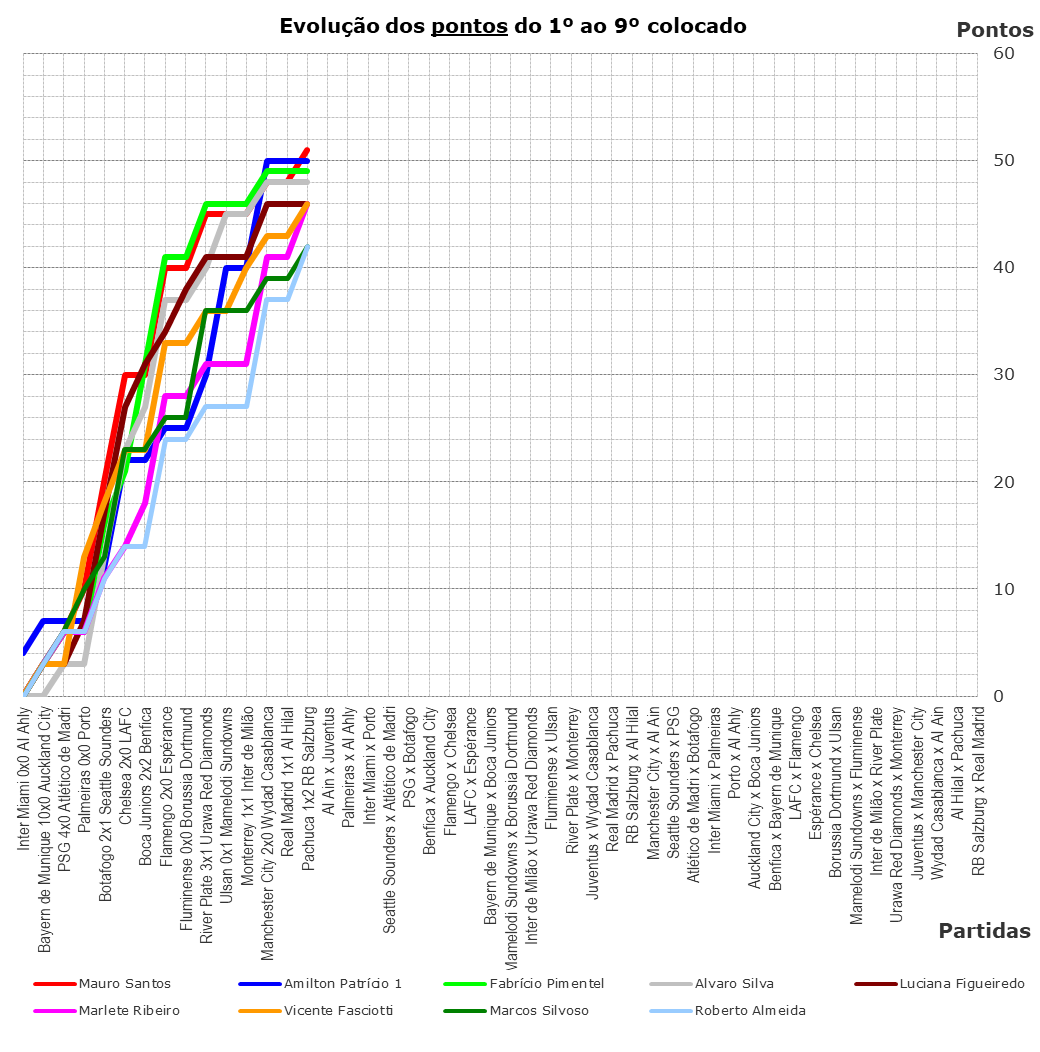 Evolução dos pontos do 1º ao 9º colocado
Pontos
60
50
40
30
20
10
0
Inter Miami 0x0 Al Ahly
Bayern de Munique 10x0 Auckland City
PSG 4x0 Atlético de Madri
Palmeiras 0x0 Porto
Botafogo 2x1 Seattle Sounders
Chelsea 2x0 LAFC
Boca Juniors 2x2 Benfica
Flamengo 2x0 Espérance
Fluminense 0x0 Borussia Dortmund
River Plate 3x1 Urawa Red Diamonds
Ulsan 0x1 Mamelodi Sundowns
Monterrey 1x1 Inter de Milão
Manchester City 2x0 Wydad Casablanca
Real Madrid 1x1 Al Hilal
Pachuca 1x2 RB Salzburg
Al Ain x Juventus
Palmeiras x Al Ahly
Inter Miami x Porto
Seattle Sounders x Atlético de Madri
PSG x Botafogo
Benfica x Auckland City
Flamengo x Chelsea
LAFC x Espérance
Bayern de Munique x Boca Juniors
Mamelodi Sundowns x Borussia Dortmund
Inter de Milão x Urawa Red Diamonds
Fluminense x Ulsan
River Plate x Monterrey
Juventus x Wydad Casablanca
Real Madrid x Pachuca
RB Salzburg x Al Hilal
Manchester City x Al Ain
Seattle Sounders x PSG
Atlético de Madri x Botafogo
Inter Miami x Palmeiras
Porto x Al Ahly
Auckland City x Boca Juniors
Benfica x Bayern de Munique
LAFC x Flamengo
Espérance x Chelsea
Borussia Dortmund x Ulsan
Mamelodi Sundowns x Fluminense
Inter de Milão x River Plate
Urawa Red Diamonds x Monterrey
Juventus x Manchester City
Wydad Casablanca x Al Ain
Al Hilal x Pachuca
RB Salzburg x Real Madrid
Partidas
Mauro Santos
Amilton Patrício 1
Fabrício Pimentel
Alvaro Silva
Luciana Figueiredo
Marlete Ribeiro
Vicente Fasciotti
Marcos Silvoso
Roberto Almeida